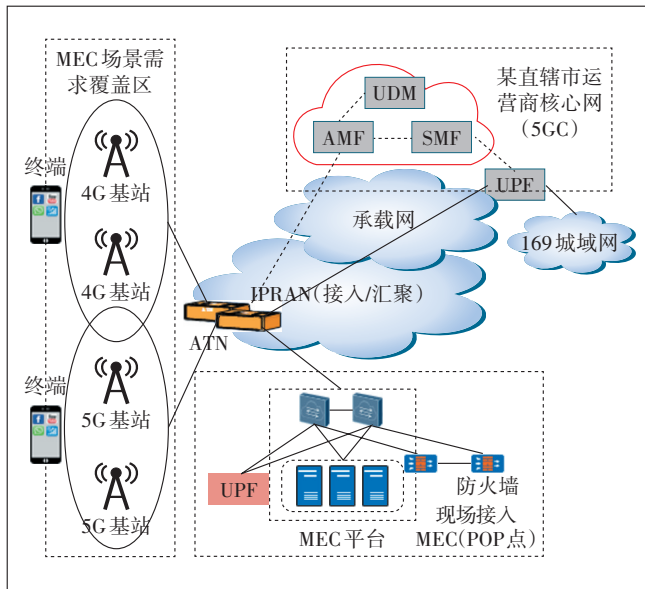 MEC场景需
求覆盖区
终端
4G基站
4G基站
终端
5G基站
5G基站
某直辖市运
营商核心网
（5GC）
UDM
AMF
SMF
UPF
承载网
169城域网
IPRAN(接入/汇聚）
ATN
UPF
MEC平台
防火墙
现场接入
MEC(POP点）